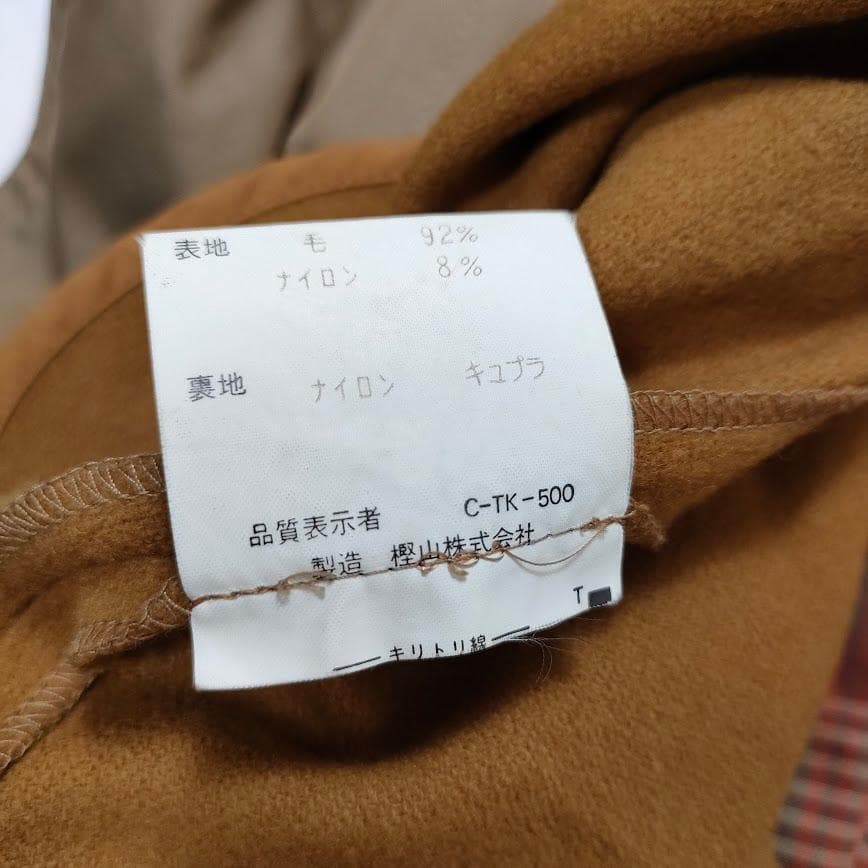 表地 毛 92%
ナイロン 8%
裏地 ナイロン キュプラ
C-TK-500
品質表示者
製造 樫山株式会社
T
キリトリ線